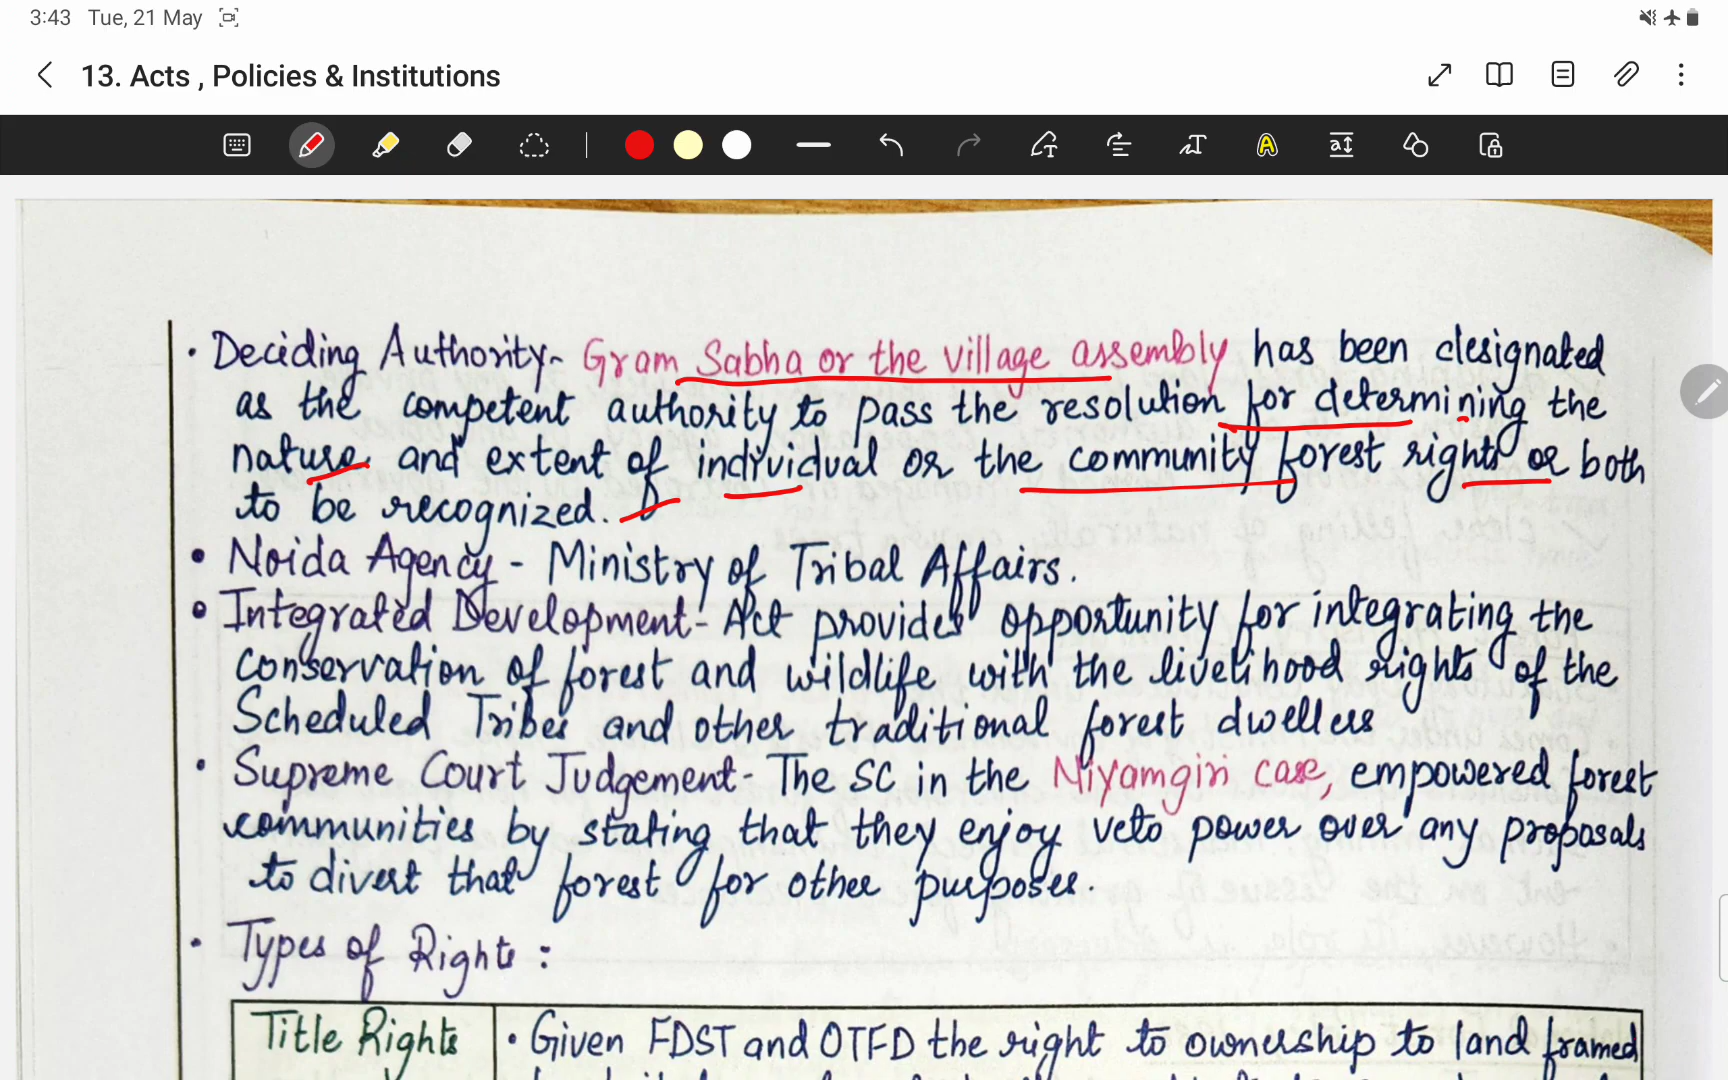 3:43 Tue, 21 May
13. Acts , Policies & Institutions
Deciding Authority- Gram Sabha or the village assembly has been designated
as the competent authority to pass the resolution for determining the
nature and extent of individual or the community forest rights or both
to be recognized.
Noida Agency - Ministry of Tribal Affairs.
Integrated Development- Act provides opportunity for integrating the
conservation of forest and wildlife with the livelihood rights of the
Scheduled Tribes and other traditional forest dwellers
Supreme Court Judgement- The SC in the Niyamgiri case, empowered forest
communities by stating that they enjoy veto power over any proposals
to divert that forest for other purposes.
Types of Rights :
Title Rights
Given FDST and OTFD the right to ownership to land framed